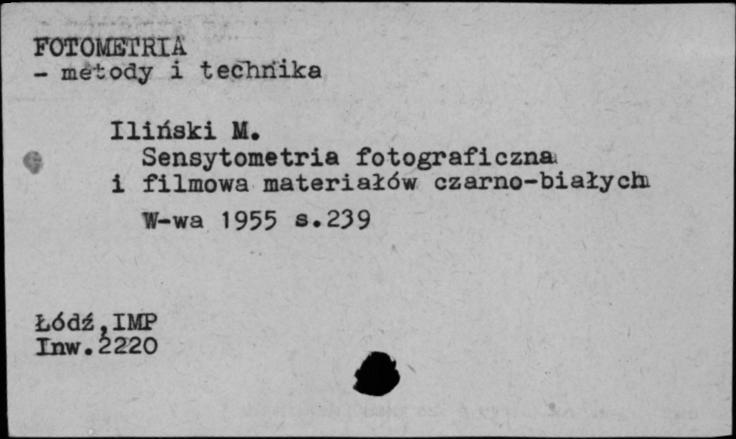 FOTOMETRIA
- metody i technika
Iliński M.
Sensytometria fotograficzna
i filmowa materiałów czarno-białych
W-wa 1955 s.239
Łódź,IMP
Inw.2220